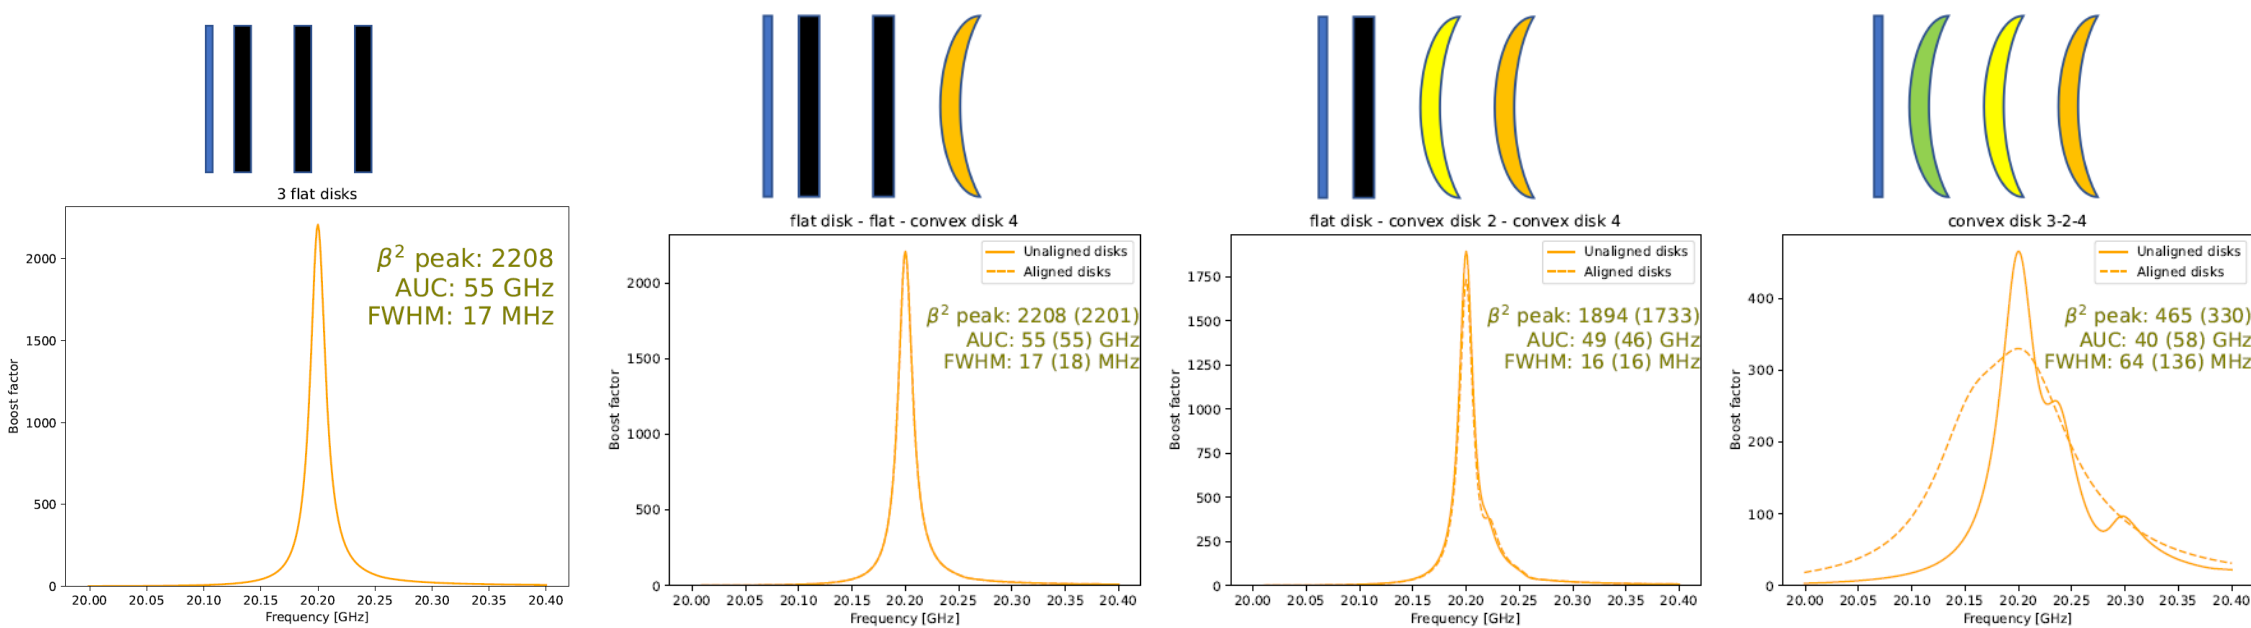 3 flat disks
β² peak: 2208
AUC: 55 GHz
FWHM: 17 MHz
Boost factor
2000
1500
1000
500
0
20.00 20.05 20.10 20.15 20.20 20.25 20.30 20.35 20.40
Frequency [GHz]
flat disk - flat - convex disk 4
Unaligned disks
Aligned disks
β² peak: 2208 (2201)
AUC: 55 (55) GHz
FWHM: 17 (18) MHz
Boost factor
2000
1500
1000
500
0
20.00 20.05 20.10 20.15 20.20 20.25 20.30 20.35 20.40
Frequency [GHz]
flat disk - convex disk 2 - convex disk 4
Unaligned disks
Aligned disks
β² peak: 1894 (1733)
AUC: 49 (46) GHz
FWHM: 16 (16) MHz
Boost factor
1750
1500
1250
1000
750
500
250
0
20.00 20.05 20.10 20.15 20.20 20.25 20.30 20.35 20.40
Frequency [GHz]
convex disk 3-2-4
Unaligned disks
Aligned disks
β² peak: 465 (330)
AUC: 40 (58) GHz
FWHM: 64 (136) MHz
Boost factor
400
300
200
100
0
20.00 20.05 20.10 20.15 20.20 20.25 20.30 20.35 20.40
Frequency [GHz]